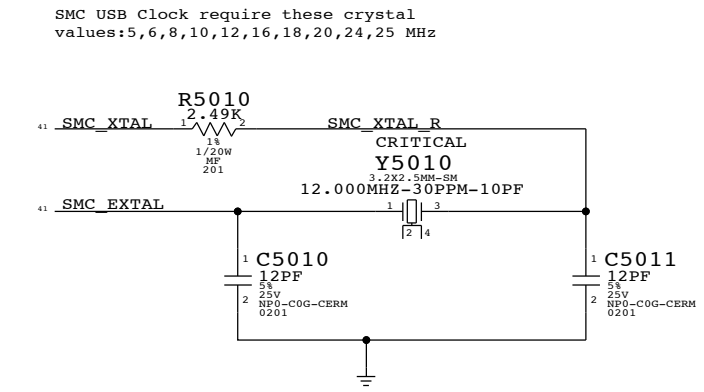 SMC USB Clock require these crystal
values:5,6,8,10,12,16,18,20,24,25 MHz
R5010
2.49K
1 2
41 SMC_XTAL
SMC_XTAL_R
1%
1/20W
MF
201
CRITICAL
Y5010
3.2X2.5MM-SM
12.000MHZ-30PPM-10PF
41 SMC_EXTAL
1 3
2 4
1 C5010
12PF
5%
25V
2 NP0-C0G-CERM
0201
1 C5011
12PF
5%
25V
2 NP0-C0G-CERM
0201